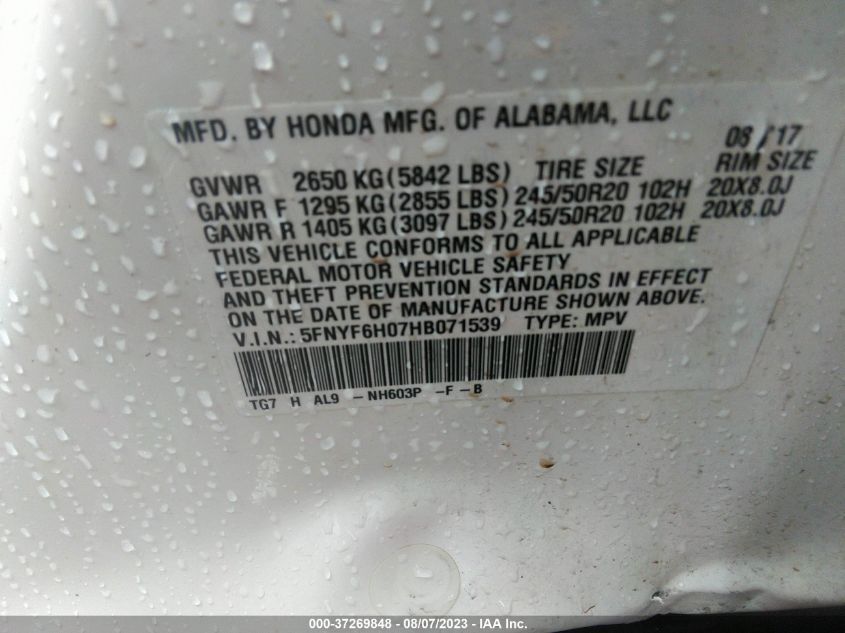 MFD. BY HONDA MFG. OF ALABAMA, LLC 08/17
GVWR 2650 KG (5842 LBS) TIRE SIZE RIM SIZE
GAWR F 1295 KG (2855 LBS) 245/50R20 102H 20X8.0J
GAWR R 1405 KG (3097 LBS) 245/50R20 102H 20X8.0J
THIS VEHICLE CONFORMS TO ALL APPLICABLE
FEDERAL MOTOR VEHICLE SAFETY
AND THEFT PREVENTION STANDARDS IN EFFECT
ON THE DATE OF MANUFACTURE SHOWN ABOVE.
V.I.N.: 5FNYF6H07HB071539 TYPE: MPV
TG7 H AL9 -NH603P -F-B
000-37269848 - 08/07/2023 - IAA Inc.